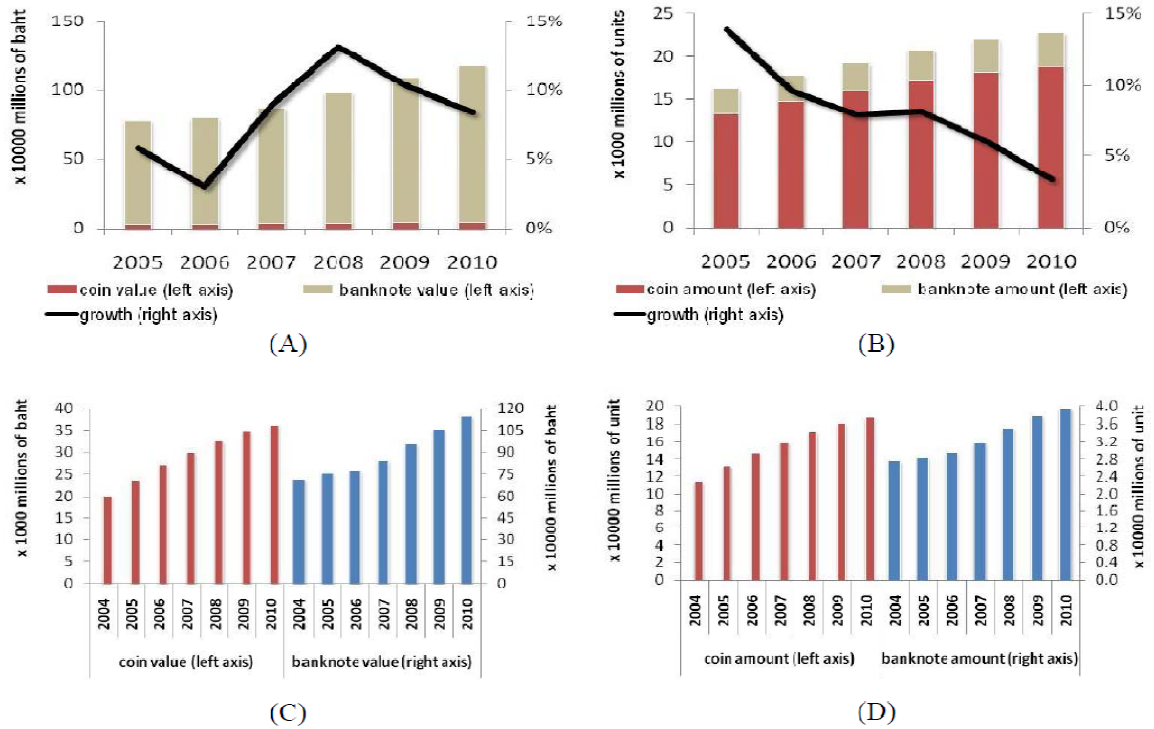 x 10000 millions of baht
150
100
50
0
15%
10%
5%
0%
2005 2006 2007 2008 2009 2010
coin value (left axis) banknote value (left axis)
growth (right axis)
(A)
x 1000 millions of units
25
20
15
10
5
0
15%
10%
5%
0%
2005 2006 2007 2008 2009 2010
coin amount (left axis) banknote amount (left axis)
growth (right axis)
(B)
x 1000 millions of baht
40
35
30
25
20
15
10
5
0
120
105
90
75
60
45
30
15
0
x 10000 millions of baht
2004 2005 2006 2007 2008 2009 2010 2004 2005 2006 2007 2008 2009 2010
coin value (left axis) banknote value (right axis)
(C)
x 10000 millions of unit
20
18
16
14
12
10
8
6
4
2
0
4.0
3.6
3.2
2.8
2.4
2.0
1.6
1.2
0.8
0.4
0.0
x 10000 millions of unit
2004 2005 2006 2007 2008 2009 2010 2004 2005 2006 2007 2008 2009 2010
coin amount (left axis) banknote amount (right axis)
(D)